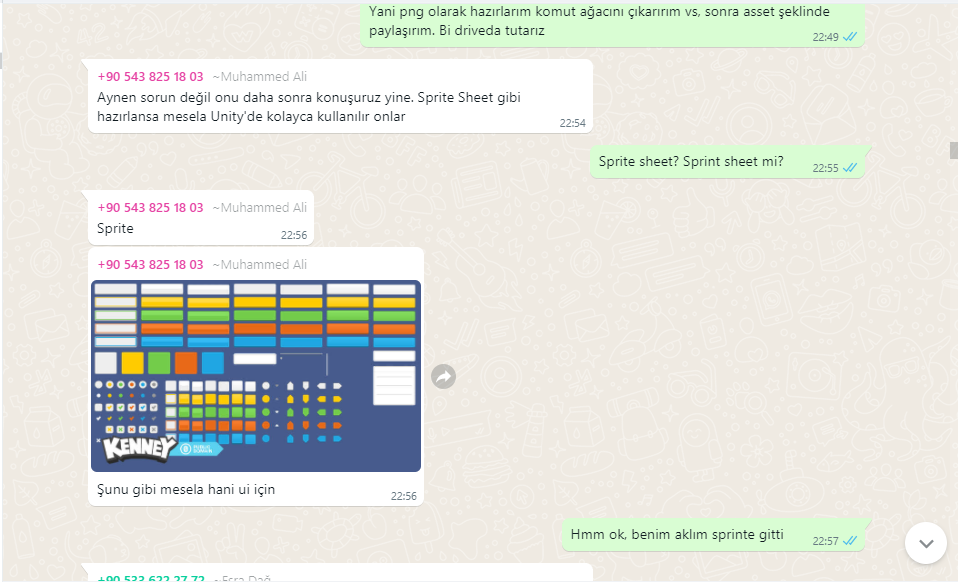 Yani png olarak hazırlarım komut ağacını çıkarırım vs, sonra asset şeklinde
paylaşırım. Bi driveda tutarız
22:49
+90 543 825 18 03 ~Muhammed Ali
Aynen sorun değil onu daha sonra konuşuruz yine. Sprite Sheet gibi
hazırlansa mesela Unity'de kolayca kullanılır onlar
22:54
Sprite sheet? Sprint sheet mi?
22:55
+90 543 825 18 03 ~Muhammed Ali
Sprite
22:56
+90 543 825 18 03 ~Muhammed Ali
KENNEY
PUBLIC
DOMAIN
Şunu gibi mesela hani ui için
22:56
Hmm ok, benim aklım sprinte gitti
22:57
+90 533 622 27 72 ~Esra Dağ